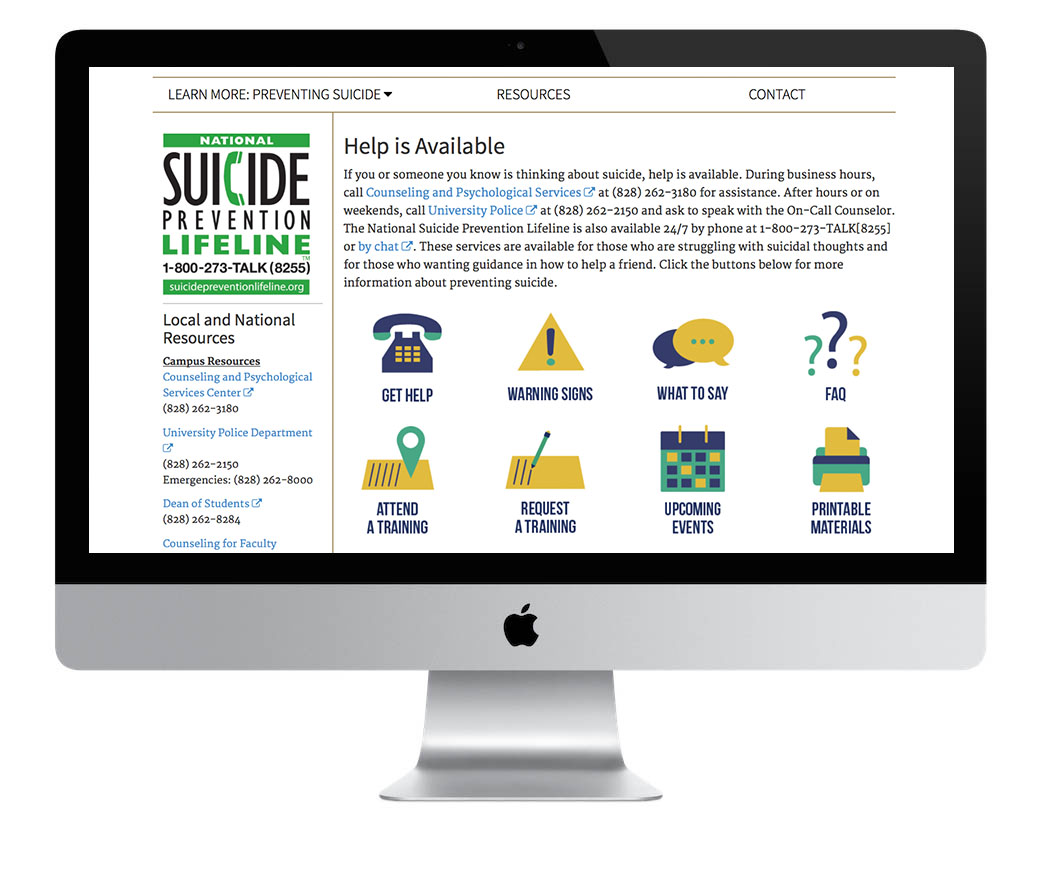 LEARN MORE: PREVENTING SUICIDE
RESOURCES
CONTACT
NATIONAL
SUICIDE
PREVENTION
LIFELINE™
1-800-273-TALK (8255)
suicidepreventionlifeline.org
Local and National
Resources
Campus Resources
Counseling and Psychological
Services Center
(828) 262-3180
University Police Department
(828) 262-2150
Emergencies: (828) 262-8000
Dean of Students
(828) 262-8284
Counseling for Faculty
Help is Available
If you or someone you know is thinking about suicide, help is available. During business hours,
call Counseling and Psychological Services at (828) 262-3180 for assistance. After hours or on
weekends, call University Police at (828) 262-2150 and ask to speak with the On-Call Counselor.
The National Suicide Prevention Lifeline is also available 24/7 by phone at 1-800-273-TALK[8255]
or by chat. These services are available for those who are struggling with suicidal thoughts and
for those who wanting guidance in how to help a friend. Click the buttons below for more
information about preventing suicide.
GET HELP
WARNING SIGNS
WHAT TO SAY
???
FAQ
ATTEND
A TRAINING
REQUEST
A TRAINING
UPCOMING
EVENTS
PRINTABLE
MATERIALS